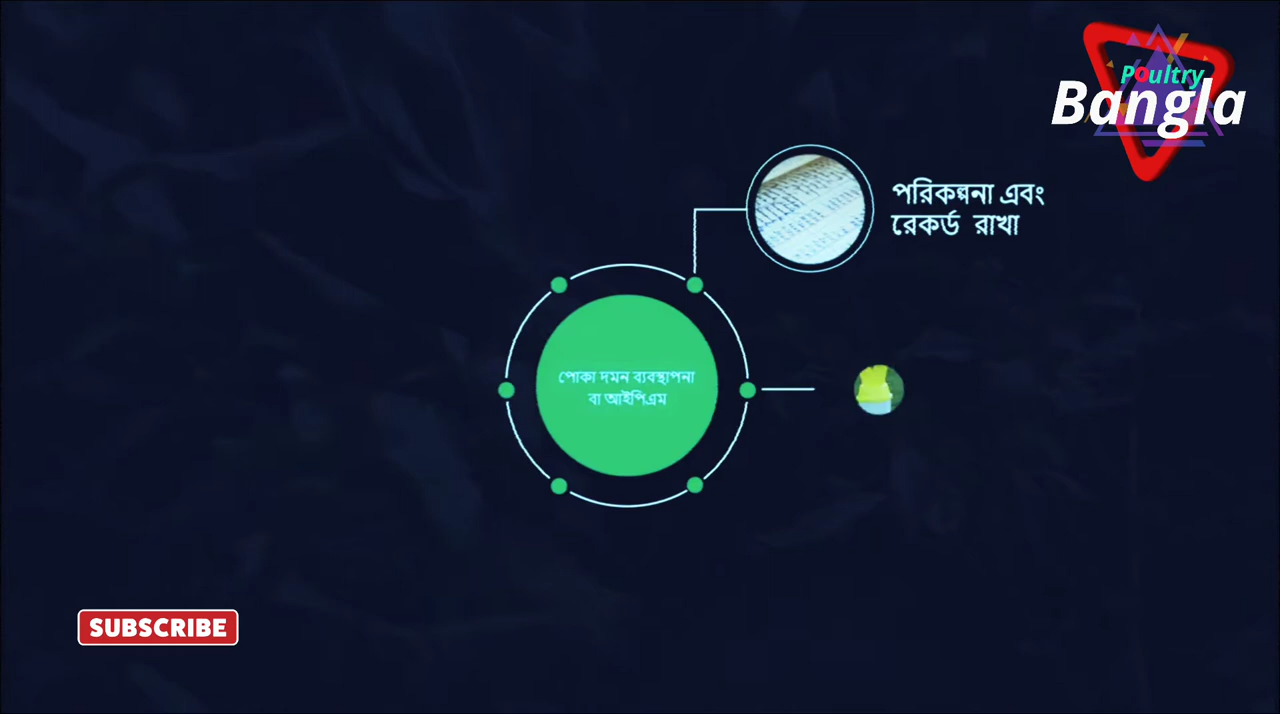 Poultry
Bangla
পরিকল্পনা এবং
রেকর্ড রাখা
পোকা দমন ব্যবস্থাপনা
বা আইপিএম
SUBSCRIBE